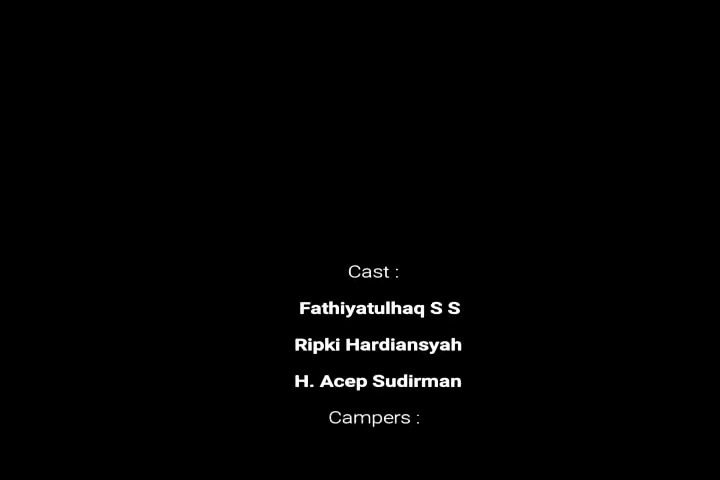 Cast :
Fathiyatulhaq S S
Ripki Hardiansyah
H. Acep Sudirman
Campers :